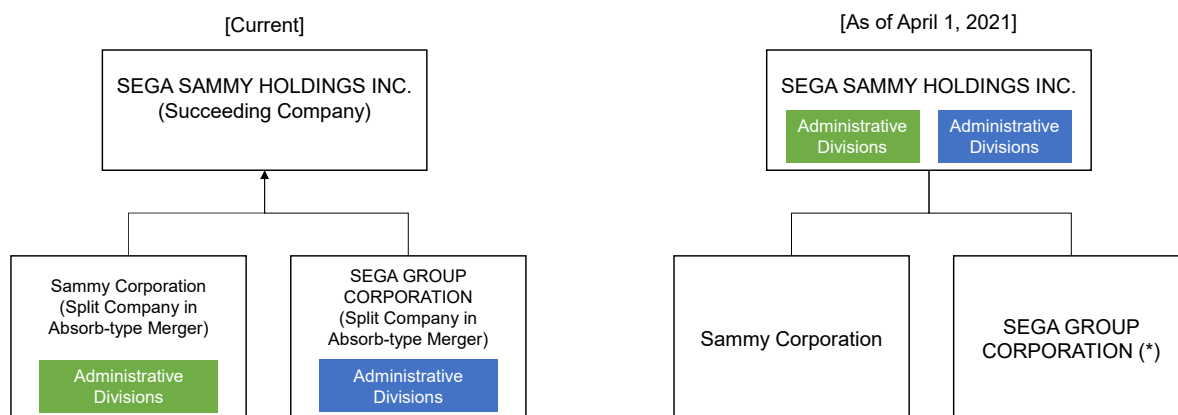 [Current]
SEGA SAMMY HOLDINGS INC.
(Succeeding Company)
Sammy Corporation
(Split Company in
Absorb-type Merger)
Administrative
Divisions
SEGA GROUP
CORPORATION
(Split Company in
Absorb-type Merger)
Administrative
Divisions
[As of April 1, 2021]
SEGA SAMMY HOLDINGS INC.
Administrative
Divisions
Administrative
Divisions
Sammy Corporation
SEGA GROUP
CORPORATION (*)